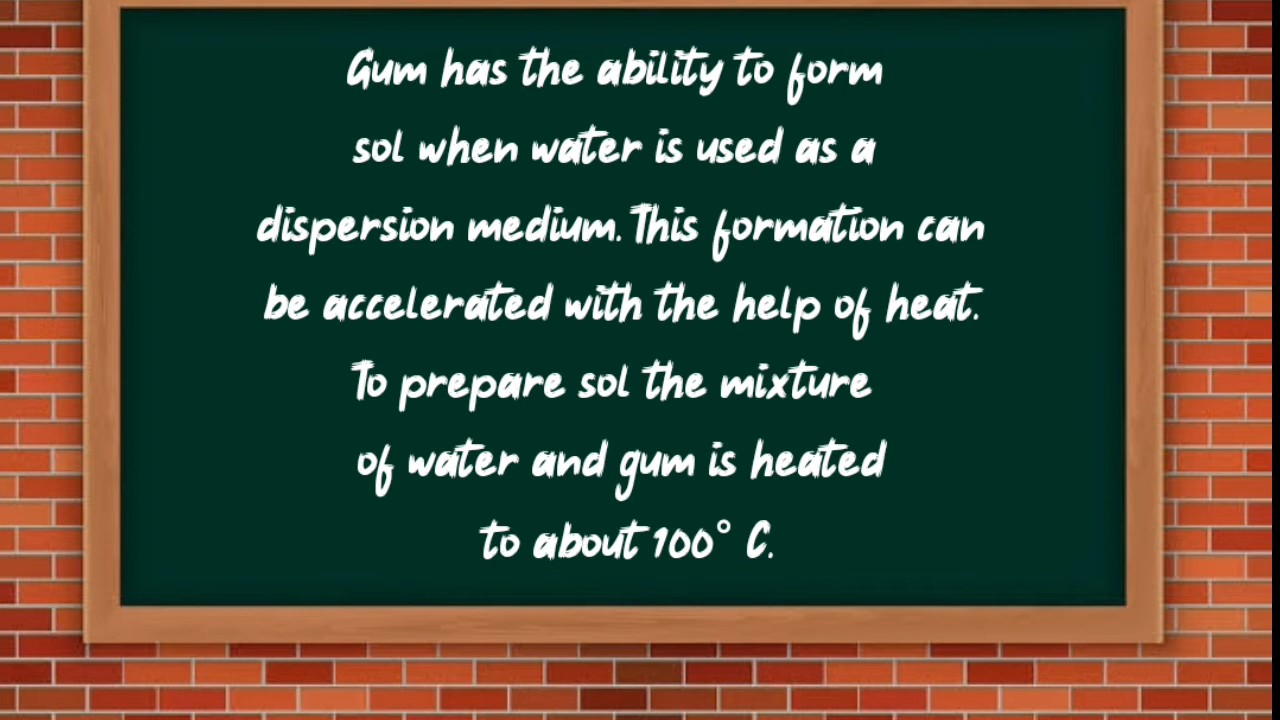 Gum has the ability to form
sol when water is used as a
dispersion medium. This formation can
be accelerated with the help of heat.
To prepare sol the mixture
of water and gum is heated
to about 100° C.